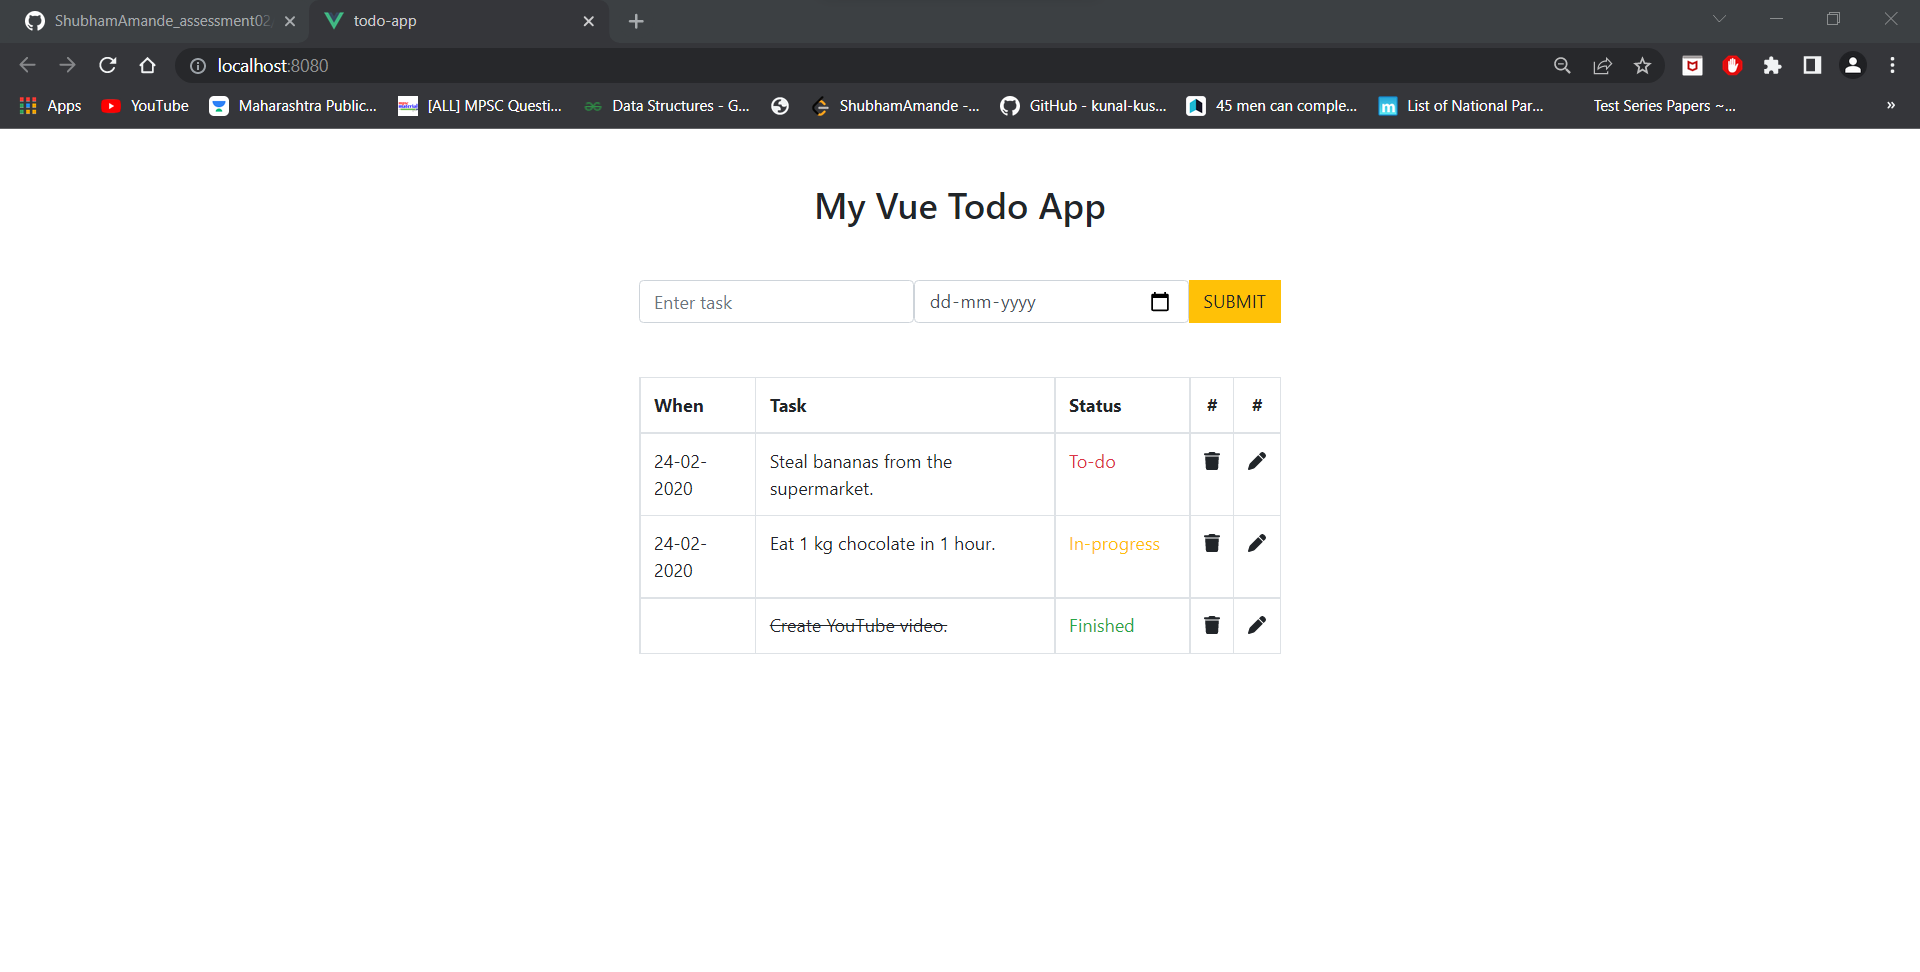 ShubhamAmande_assessment02
todo-app
localhost:8080
Apps
YouTube
Maharashtra Public...
[ALL] MPSC Questi...
Data Structures - G...
ShubhamAmande -...
GitHub - kunal-kus...
45 men can comple...
List of National Par...
Test Series Papers ~...
»
My Vue Todo App
Enter task
dd-mm-yyyy
SUBMIT
When Task Status # #
24-02-
2020
Steal bananas from the
supermarket.
To-do
24-02-
2020
Eat 1 kg chocolate in 1 hour.
In-progress
Create YouTube video.
Finished